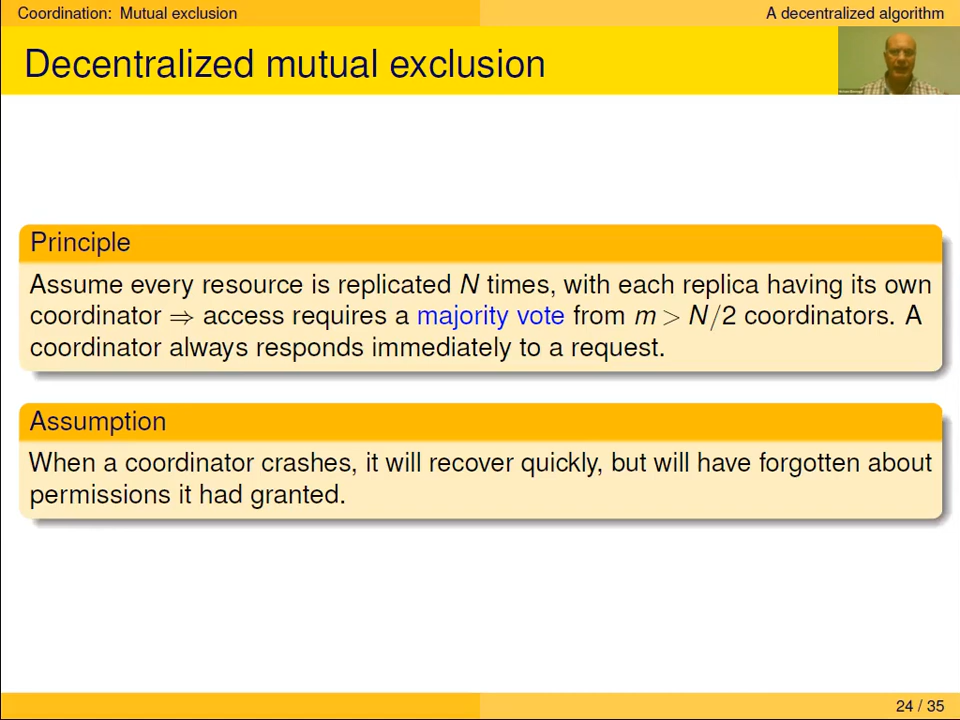 Coordination: Mutual exclusion
A decentralized algorithm
Decentralized mutual exclusion
Principle
Assume every resource is replicated N times, with each replica having its own
coordinator ⇒ access requires a majority vote from m > N/2 coordinators. A
coordinator always responds immediately to a request.
Assumption
When a coordinator crashes, it will recover quickly, but will have forgotten about
permissions it had granted.
24 / 35